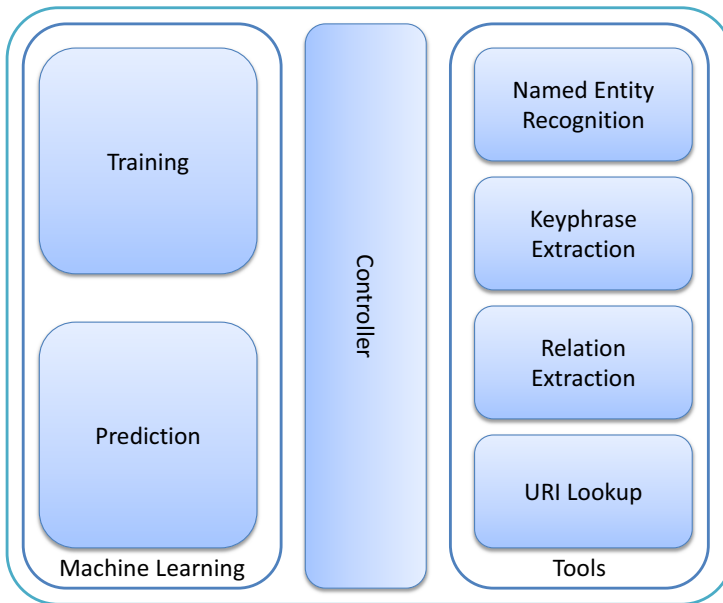 Training
Prediction
Machine Learning
Controller
Named Entity
Recognition
Keyphrase
Extraction
Relation
Extraction
URI Lookup
Tools